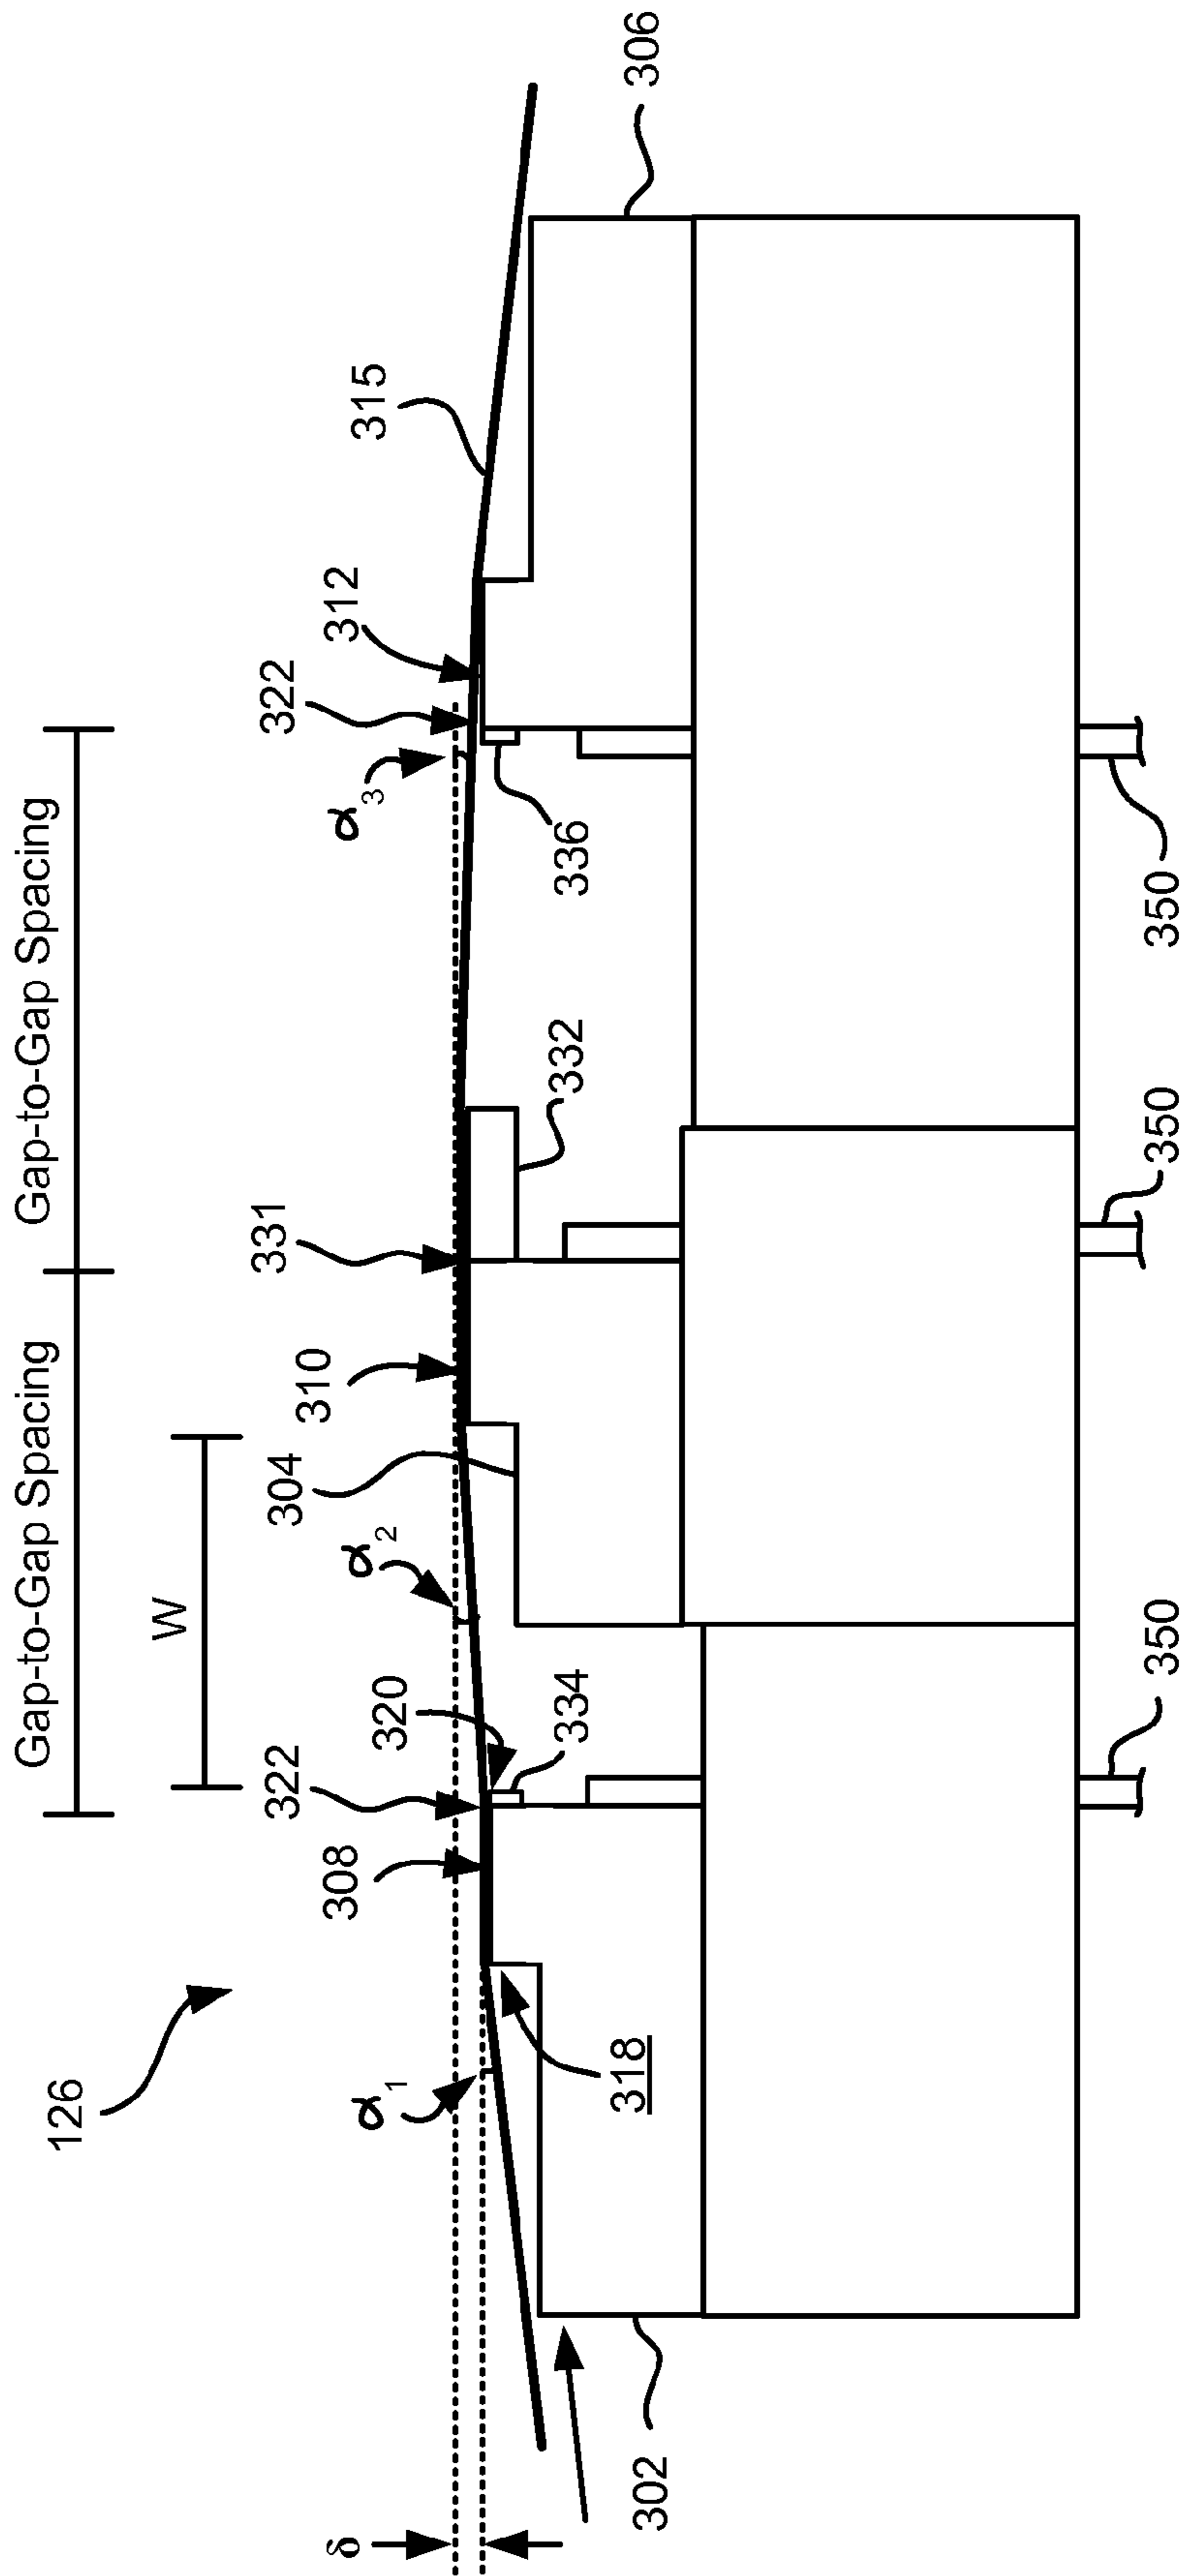 Gap-to-Gap Spacing
Gap-to-Gap Spacing
W
126
δ
α1
308
322
320
α2
304
310
331
332
α3
322
312
315
306
302
318
334
336
350
350
350